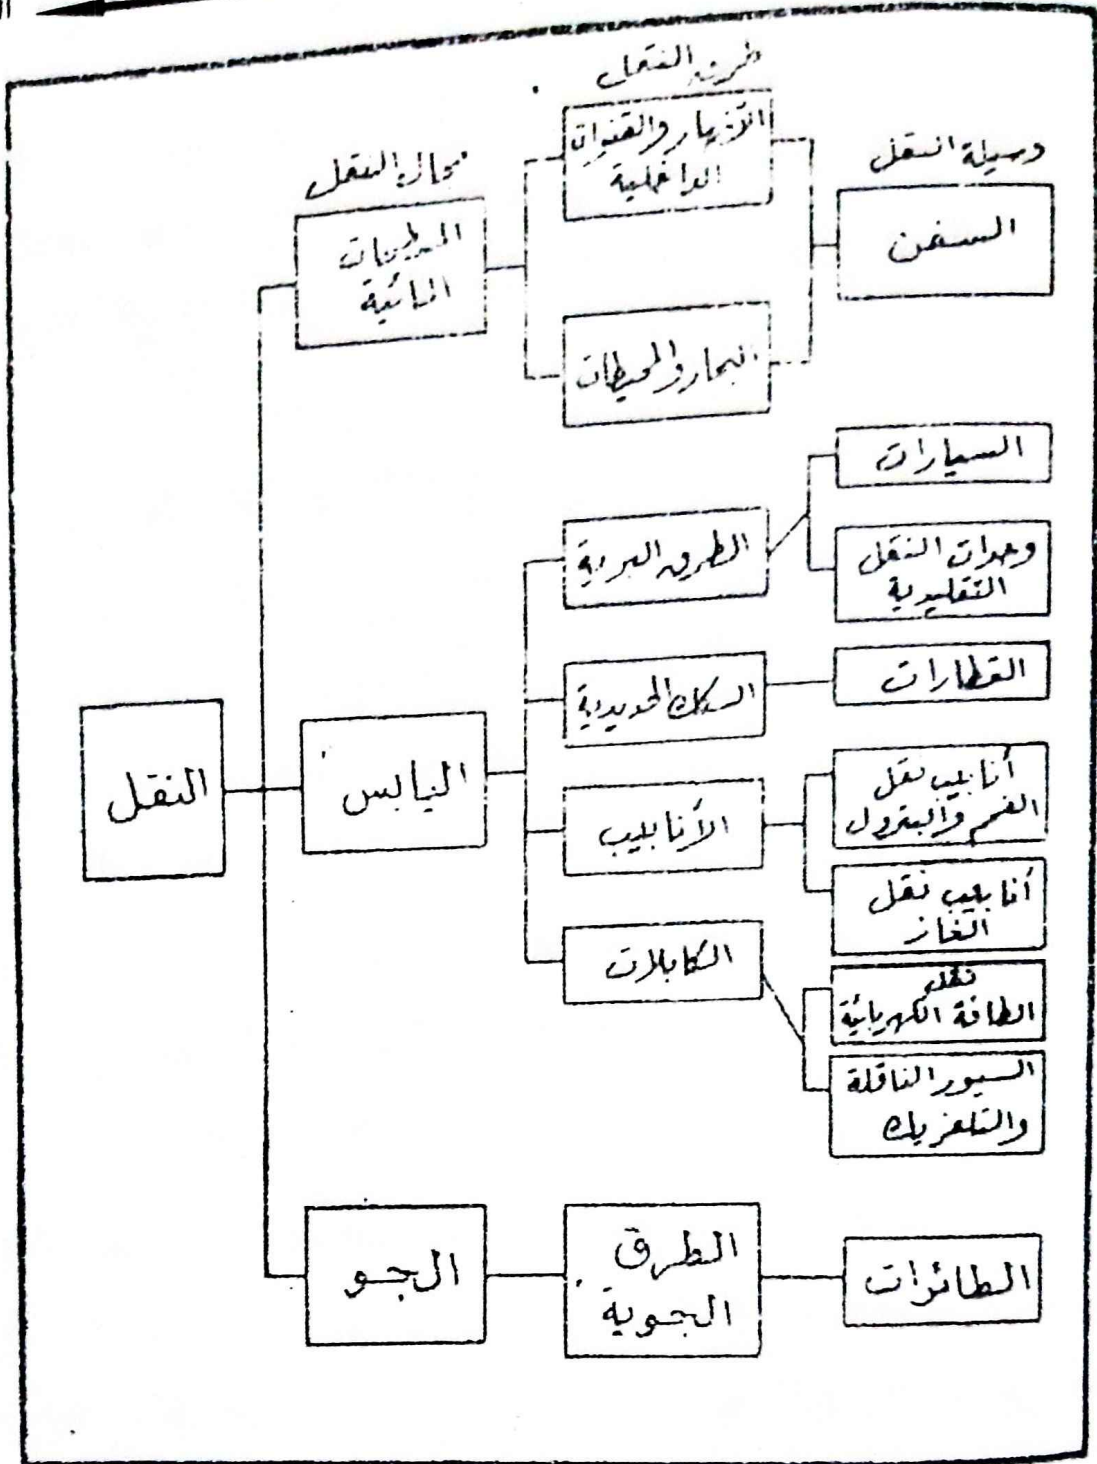 طرق النقل
مجال النقل
وسيلة النقل
الأنهار والقنوات
الداخلية
المسطحات
المائية
السفن
البحار والمحيطات
السيارات
الطرق البرية
وحدات النقل
التقليدية
السكك الحديدية
القطارات
النقل
اليابس
الأنابيب
أنابيب نقل
الفحم والبترول
أنابيب نقل
الغاز
الكابلات
نقل
الطاقة الكهربائية
السيور الناقلة
والتلفريك
الجو
الطرق
الجوية
الطائرات